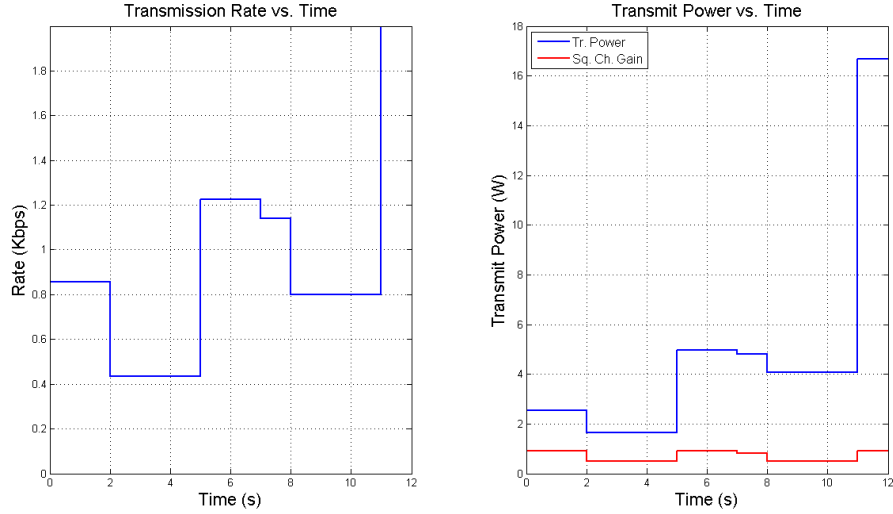 Transmission Rate vs. Time
Rate (Kbps)
1.8
1.6
1.4
1.2
1
0.8
0.6
0.4
0.2
0
0 2 4 6 8 10 12
Time (s)
Transmit Power vs. Time
Tr. Power
Sq. Ch. Gain
Transmit Power (W)
18
16
14
12
10
8
6
4
2
0
0 2 4 6 8 10 12
Time (s)